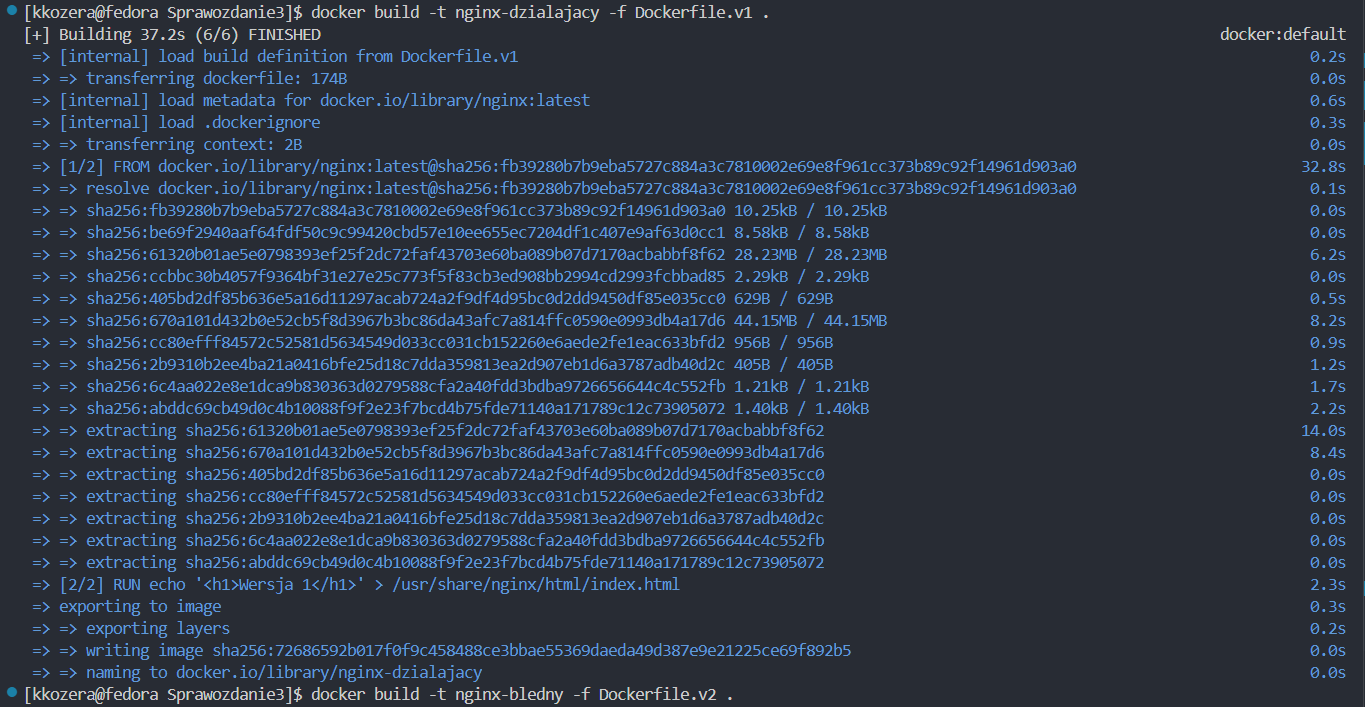 [kkozera@fedora Sprawozdanie3]$ docker build -t nginx-dzialajacy -f Dockerfile.v1 .
[+] Building 37.2s (6/6) FINISHED docker:default
=> [internal] load build definition from Dockerfile.v1 0.2s
=> => transferring dockerfile: 174B 0.0s
=> [internal] load metadata for docker.io/library/nginx:latest 0.6s
=> [internal] load .dockerignore 0.3s
=> => transferring context: 2B 0.0s
=> [1/2] FROM docker.io/library/nginx:latest@sha256:fb39280b7b9eba5727c884a3c7810002e69e8f961cc373b89c92f14961d903a0 32.8s
=> => resolve docker.io/library/nginx:latest@sha256:fb39280b7b9eba5727c884a3c7810002e69e8f961cc373b89c92f14961d903a0 0.1s
=> => sha256:fb39280b7b9eba5727c884a3c7810002e69e8f961cc373b89c92f14961d903a0 10.25kB / 10.25kB 0.0s
=> => sha256:be69f2940aaf64fdf50c9c99420cbd57e10ee655ec7204df1c407e9af63d0cc1 8.58kB / 8.58kB 0.0s
=> => sha256:61320b01ae5e0798393ef25f2dc72faf43703e60ba089b07d7170acbabbf8f62 28.23MB / 28.23MB 6.2s
=> => sha256:ccbbc30b4057f9364bf31e27e25c773f5f83cb3ed908bb2994cd2993fcbbad85 2.29kB / 2.29kB 0.0s
=> => sha256:405bd2df85b636e5a16d11297acab724a2f9df4d95bc0d2dd9450df85e035cc0 629B / 629B 0.5s
=> => sha256:670a101d432b0e52cb5f8d3967b3bc86da43afc7a814ffc0590e0993db4a17d6 44.15MB / 44.15MB 8.2s
=> => sha256:cc80efff84572c52581d5634549d033cc031cb152260e6aede2fe1eac633bfd2 956B / 956B 0.9s
=> => sha256:2b9310b2ee4ba21a0416bfe25d18c7dda359813ea2d907eb1d6a3787adb40d2c 405B / 405B 1.2s
=> => sha256:6c4aa022e8e1dca9b830363d0279588cfa2a40fdd3bdba9726656644c4c552fb 1.21kB / 1.21kB 1.7s
=> => sha256:abddc69cb49d0c4b10088f9f2e23f7bcd4b75fde71140a171789c12c73905072 1.40kB / 1.40kB 2.2s
=> => extracting sha256:61320b01ae5e0798393ef25f2dc72faf43703e60ba089b07d7170acbabbf8f62 14.0s
=> => extracting sha256:670a101d432b0e52cb5f8d3967b3bc86da43afc7a814ffc0590e0993db4a17d6 8.4s
=> => extracting sha256:405bd2df85b636e5a16d11297acab724a2f9df4d95bc0d2dd9450df85e035cc0 0.0s
=> => extracting sha256:cc80efff84572c52581d5634549d033cc031cb152260e6aede2fe1eac633bfd2 0.0s
=> => extracting sha256:2b9310b2ee4ba21a0416bfe25d18c7dda359813ea2d907eb1d6a3787adb40d2c 0.0s
=> => extracting sha256:6c4aa022e8e1dca9b830363d0279588cfa2a40fdd3bdba9726656644c4c552fb 0.0s
=> => extracting sha256:abddc69cb49d0c4b10088f9f2e23f7bcd4b75fde71140a171789c12c73905072 0.0s
=> [2/2] RUN echo '<h1>Wersja 1</h1>' > /usr/share/nginx/html/index.html 2.3s
=> exporting to image 0.3s
=> => exporting layers 0.2s
=> => writing image sha256:72686592b017f0f9c458488ce3bbae55369daeda49d387e9e21225ce69f892b5 0.0s
=> => naming to docker.io/library/nginx-dzialajacy 0.0s
[kkozera@fedora Sprawozdanie3]$ docker build -t nginx-bledny -f Dockerfile.v2 .